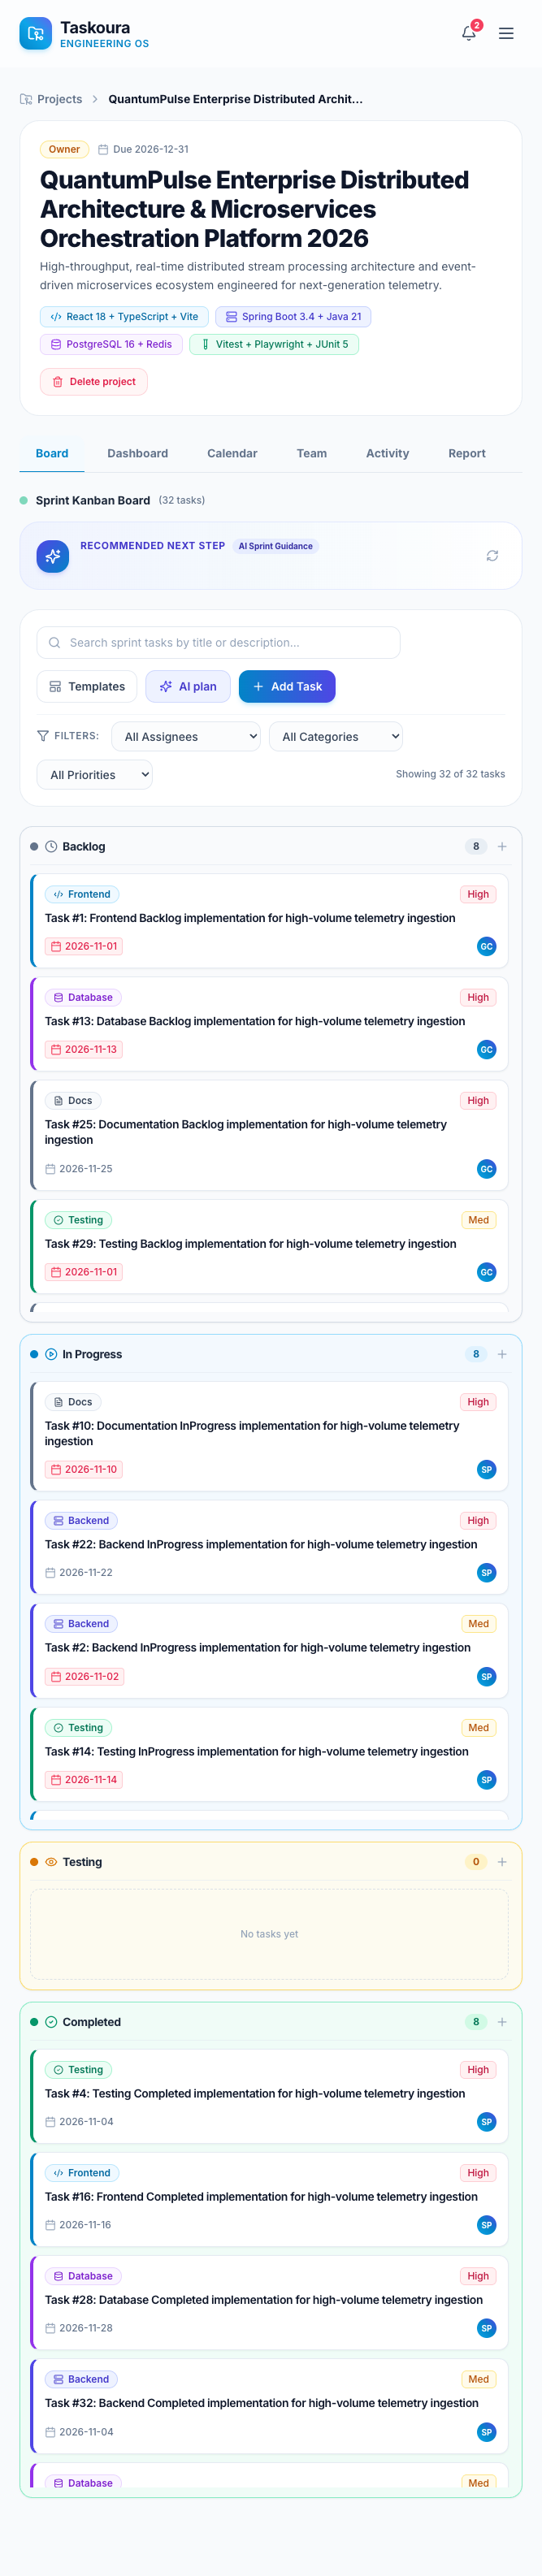 Taskoura
ENGINEERING OS
2
Projects > QuantumPulse Enterprise Distributed Archit...
Owner
Due 2026-12-31
QuantumPulse Enterprise Distributed
Architecture & Microservices
Orchestration Platform 2026
High-throughput, real-time distributed stream processing architecture and event-
driven microservices ecosystem engineered for next-generation telemetry.
React 18 + TypeScript + Vite
Spring Boot 3.4 + Java 21
PostgreSQL 16 + Redis
Vitest + Playwright + JUnit 5
Delete project
Board
Dashboard
Calendar
Team
Activity
Report
Sprint Kanban Board (32 tasks)
RECOMMENDED NEXT STEP
AI Sprint Guidance
Search sprint tasks by title or description...
Templates
AI plan
+ Add Task
FILTERS:
All Assignees
All Categories
All Priorities
Showing 32 of 32 tasks
Backlog
8
Frontend
High
Task #1: Frontend Backlog implementation for high-volume telemetry ingestion
2026-11-01
GC
Database
High
Task #13: Database Backlog implementation for high-volume telemetry ingestion
2026-11-13
GC
Docs
High
Task #25: Documentation Backlog implementation for high-volume telemetry
ingestion
2026-11-25
GC
Testing
Med
Task #29: Testing Backlog implementation for high-volume telemetry ingestion
2026-11-01
GC
In Progress
8
Docs
High
Task #10: Documentation InProgress implementation for high-volume telemetry
ingestion
2026-11-10
SP
Backend
High
Task #22: Backend InProgress implementation for high-volume telemetry ingestion
2026-11-22
SP
Backend
Med
Task #2: Backend InProgress implementation for high-volume telemetry ingestion
2026-11-02
SP
Testing
Med
Task #14: Testing InProgress implementation for high-volume telemetry ingestion
2026-11-14
SP
Testing
0
No tasks yet
Completed
8
Testing
High
Task #4: Testing Completed implementation for high-volume telemetry ingestion
2026-11-04
SP
Frontend
High
Task #16: Frontend Completed implementation for high-volume telemetry ingestion
2026-11-16
SP
Database
High
Task #28: Database Completed implementation for high-volume telemetry ingestion
2026-11-28
SP
Backend
Med
Task #32: Backend Completed implementation for high-volume telemetry ingestion
2026-11-04
SP
Database
Med